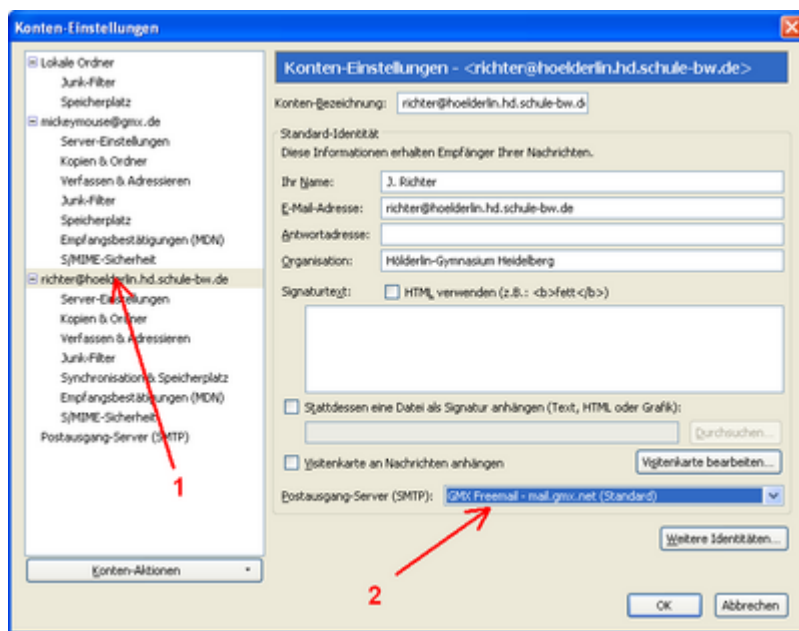 Konten-Einstellungen
Lokale Ordner
Junk-Filter
Speicherplatz
mickeymouse@gmx.de
Server-Einstellungen
Kopien & Ordner
Verfassen & Adressieren
Junk-Filter
Speicherplatz
Empfangsbestätigungen (MDN)
S/MIME-Sicherheit
richter@hoelderlin.hd.schule-bw.de
Server-Einstellungen
Kopien & Ordner
Verfassen & Adressieren
Junk-Filter
Synchronisation & Speicherplatz
Empfangsbestätigungen (MDN)
S/MIME-Sicherheit
Postausgang-Server (SMTP)
1
Konten-Aktionen
Konten-Einstellungen - <richter@hoelderlin.hd.schule-bw.de>
Konten-Bezeichnung: richter@hoelderlin.hd.schule-bw.d
Standard-Identität
Diese Informationen erhalten Empfänger Ihrer Nachrichten.
Ihr Name: J. Richter
E-Mail-Adresse: richter@hoelderlin.hd.schule-bw.de
Antwortadresse:
Organisation: Hölderlin-Gymnasium Heidelberg
Signaturtext: HTML verwenden (z.B.: <b>fett</b>)
Stattdessen eine Datei als Signatur anhängen (Text, HTML oder Grafik):
Durchsuchen...
Visitenkarte an Nachrichten anhängen Visitenkarte bearbeiten...
Postausgang-Server (SMTP): GMX Freemail - mail.gmx.net (Standard)
Weitere Identitäten...
2
OK Abbrechen